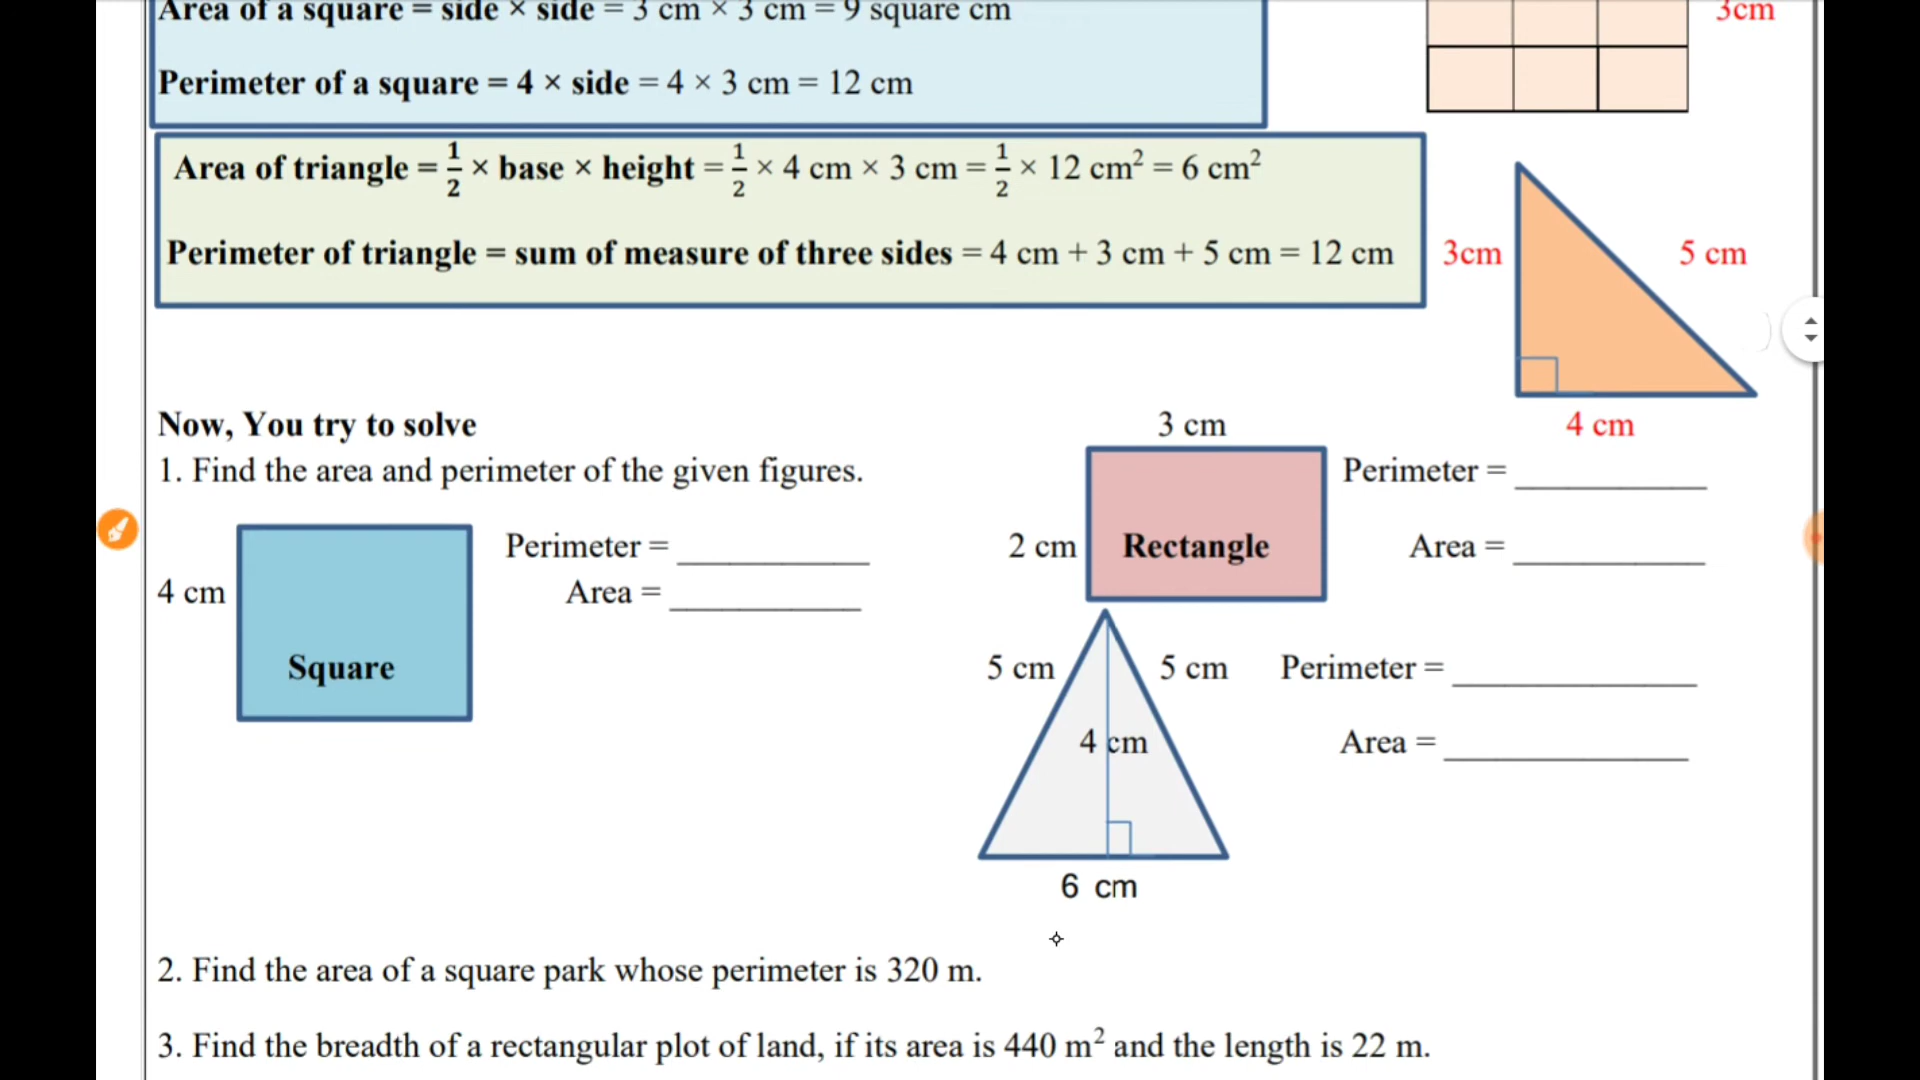 Area of a square = side × side = 3 cm × 3 cm = 9 square cm
3cm
Perimeter of a square = 4 × side = 4 × 3 cm = 12 cm
Area of triangle = 1/2 × base × height = 1/2 × 4 cm × 3 cm = 1/2 × 12 cm² = 6 cm²
Perimeter of triangle = sum of measure of three sides = 4 cm + 3 cm + 5 cm = 12 cm
3cm
5 cm
4 cm
Now, You try to solve
1. Find the area and perimeter of the given figures.
4 cm
Square
Perimeter = ____________
Area = ____________
3 cm
2 cm
Rectangle
Perimeter = ____________
Area = ____________
5 cm
5 cm
4 cm
6 cm
Perimeter = _______________
Area = _______________
2. Find the area of a square park whose perimeter is 320 m.
3. Find the breadth of a rectangular plot of land, if its area is 440 m² and the length is 22 m.